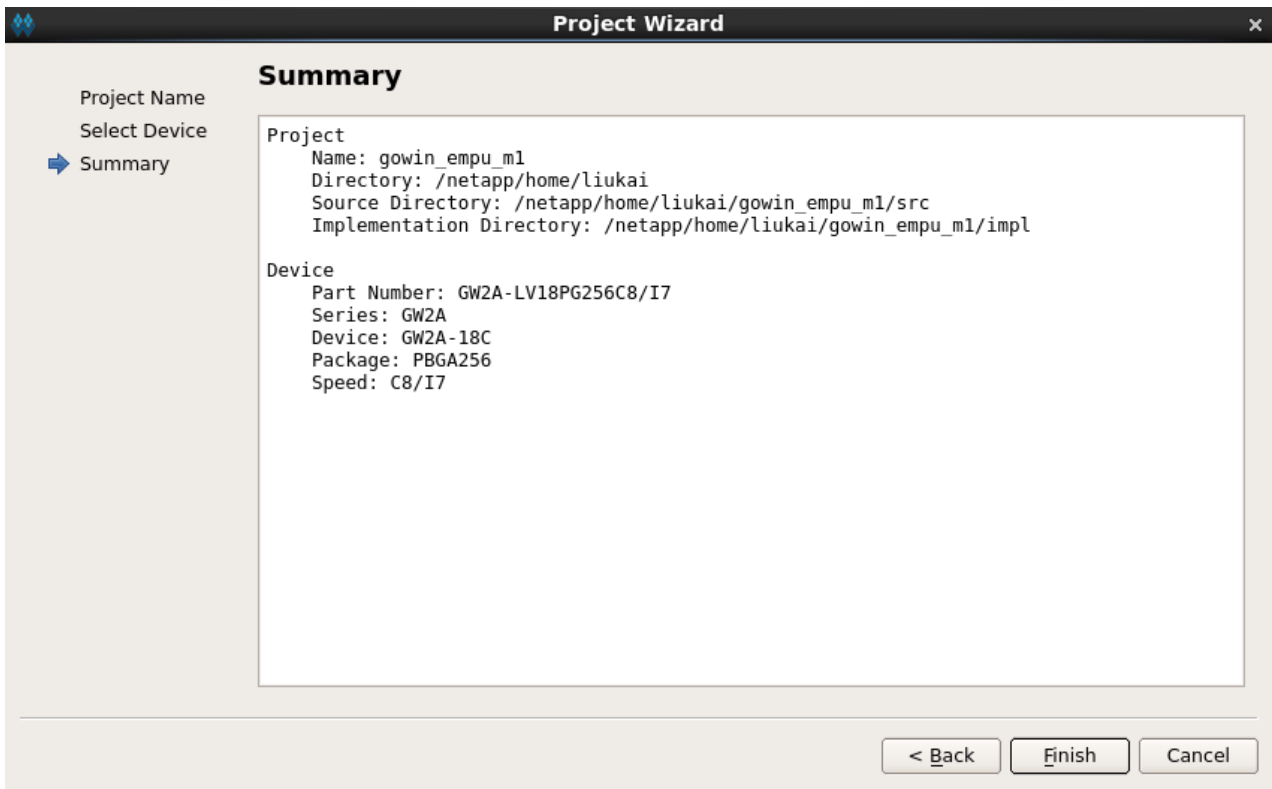 Project Wizard
Project Name
Select Device
Summary
Summary
Project
Name: gowin_empu_m1
Directory: /netapp/home/liukai
Source Directory: /netapp/home/liukai/gowin_empu_m1/src
Implementation Directory: /netapp/home/liukai/gowin_empu_m1/impl
Device
Part Number: GW2A-LV18PG256C8/I7
Series: GW2A
Device: GW2A-18C
Package: PBGA256
Speed: C8/I7
< Back Finish Cancel